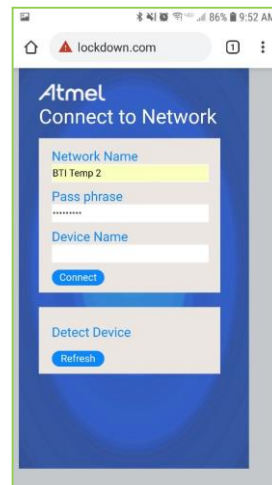 86% 9:52 AM
lockdown.com
1
Atmel
Connect to Network
Network Name
BTI Temp 2
Pass phrase
•••••••••
Device Name
Connect
Detect Device
Refresh